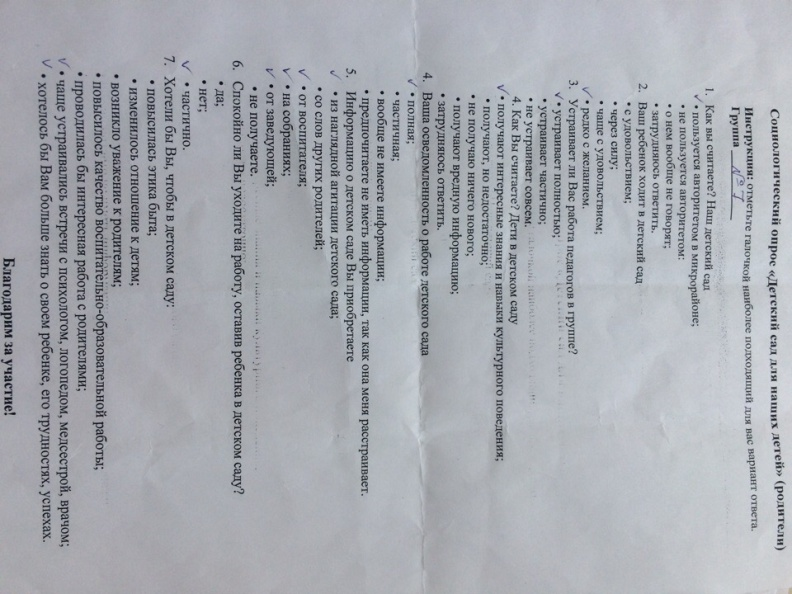 Социологический опрос «Детский сад для наших детей» (родители)
Инструкция: отметьте галочкой наиболее подходящий для вас вариант ответа.
Группа № 7
1. Как вы считаете? Наш детский сад
✓ • пользуется авторитетом в микрорайоне;
• не пользуется авторитетом:
• о нем вообще не говорят;
• затрудняюсь ответить.
2. Ваш ребенок ходит в детский сад
• с удовольствием;
• через силу;
• чаще с удовольствием;
✓ • редко с желанием.
3. Устраивает ли Вас работа педагогов в группе?
✓ • устраивает полностью;
• устраивает частично;
• не устраивает совсем.
4. Как Вы считаете? Дети в детском саду
✓ • получают интересные знания и навыки культурного поведения;
• получают, но недостаточно;
• не получаю ничего нового;
• получают вредную информацию;
• затрудняюсь ответить.
4. Ваша осведомленность о работе детского сада
✓ • полная;
• частичная;
• вообще не имеете информации;
• предпочитаете не иметь информации, так как она меня расстраивает.
5. Информацию о детском саде Вы приобретаете
✓ • из наглядной агитации детского сада;
• со слов других родителей;
✓ • от воспитателя;
✓ • на собраниях;
✓ • от заведующей;
• не получаете.
6. Спокойно ли Вы уходите на работу, оставив ребенка в детском саду?
• да;
• нет;
✓ • частично.
7. Хотели бы Вы, чтобы в детском саду:
• повысилась этика быта;
• изменилось отношение к детям;
• возникло уважение к родителям;
• повысилось качество воспитательно-образовательной работы;
• проводилась бы интересная работа с родителями;
✓ • чаще устраивались встречи с психологом, логопедом, медсестрой, врачом;
✓ • хотелось бы Вам больше знать о своем ребенке, его трудностях, успехах.
Благодарим за участие!